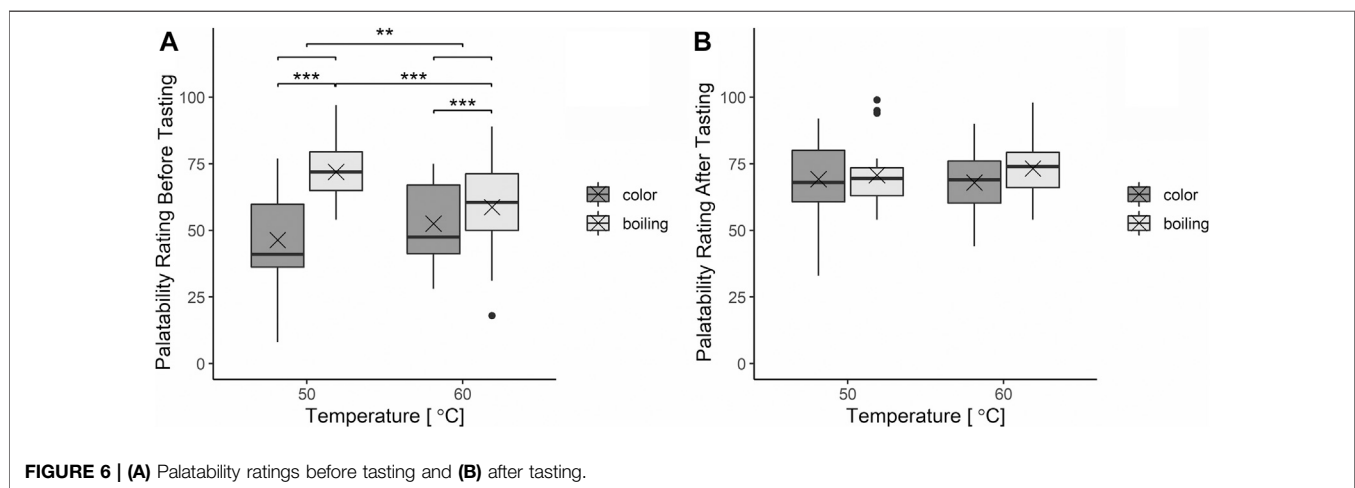 A
**
***
***
***
Palatability Rating Before Tasting
100
75
50
25
0
50
60
Temperature [ °C]
color
boiling
B
Palatability Rating After Tasting
100
75
50
25
0
50
60
Temperature [ °C]
color
boiling
FIGURE 6 | (A) Palatability ratings before tasting and (B) after tasting.